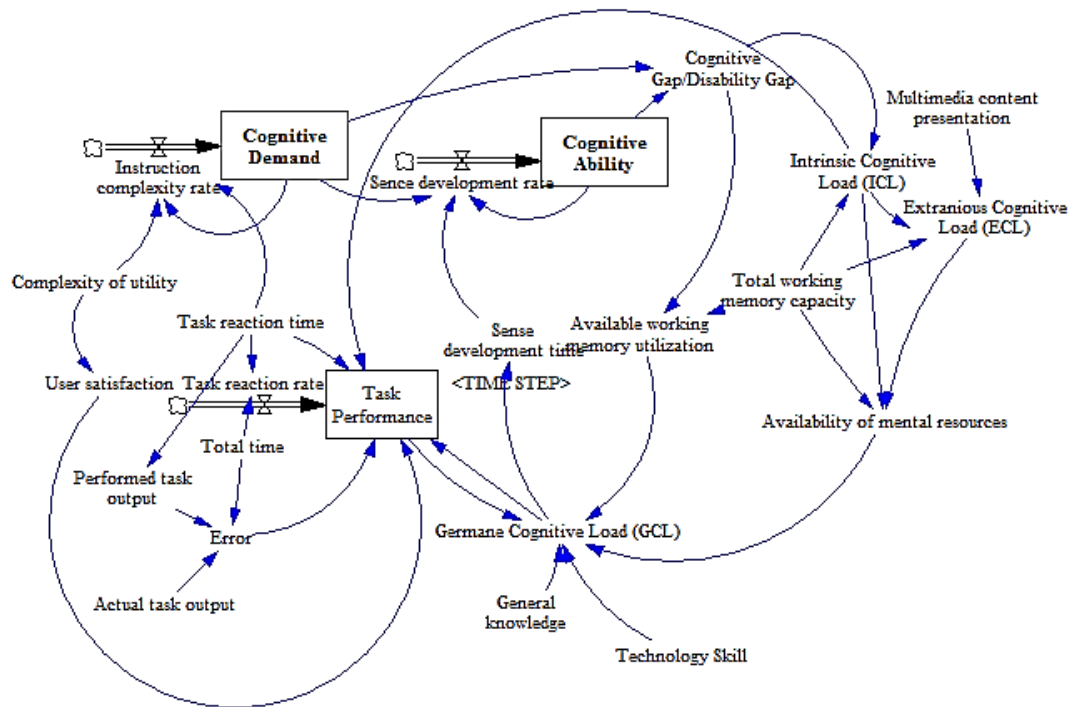 Cognitive
Gap/Disability Gap
Multimedia content
presentation
Cognitive
Demand
Cognitive
Ability
Instruction
complexity rate
Sence development rate
Intrinsic Cognitive
Load (ICL)
Extranious Cognitive
Load (ECL)
Complexity of utility
Total working
memory capacity
Task reaction time
Sense
development time
Available working
memory utilization
<TIME STEP>
User satisfaction
Task reaction rate
Task
Performance
Availability of mental resources
Total time
Performed task
output
Error
Germane Cognitive Load (GCL)
Actual task output
General
knowledge
Technology Skill